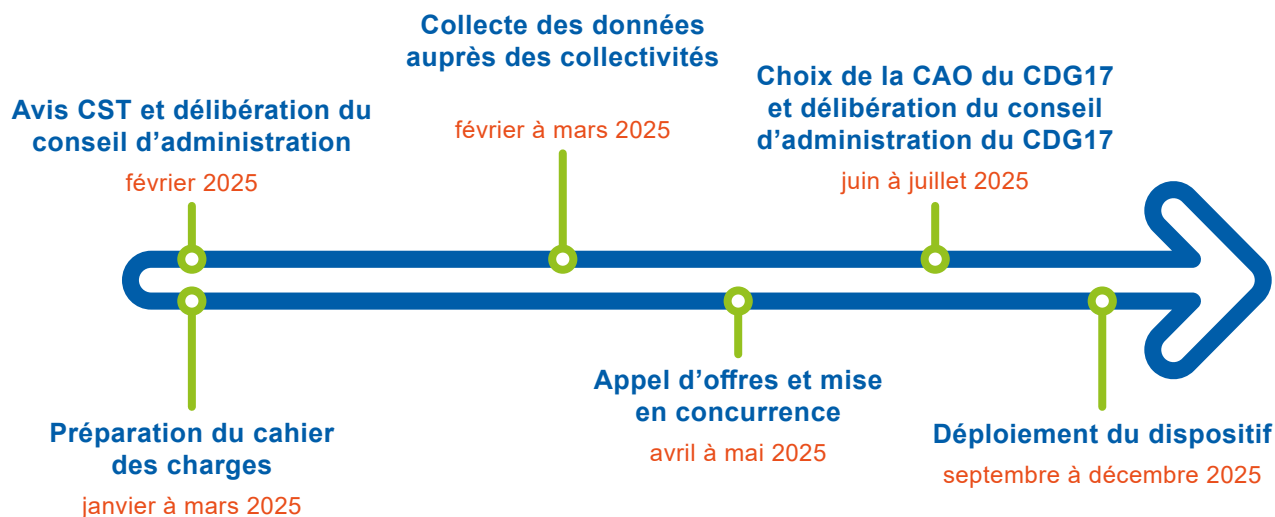 Avis CST et délibération du
conseil d’administration
février 2025
Préparation du cahier
des charges
janvier à mars 2025
Collecte des données
auprès des collectivités
février à mars 2025
Appel d’offres et mise
en concurrence
avril à mai 2025
Choix de la CAO du CDG17
et délibération du conseil
d’administration du CDG17
juin à juillet 2025
Déploiement du dispositif
septembre à décembre 2025